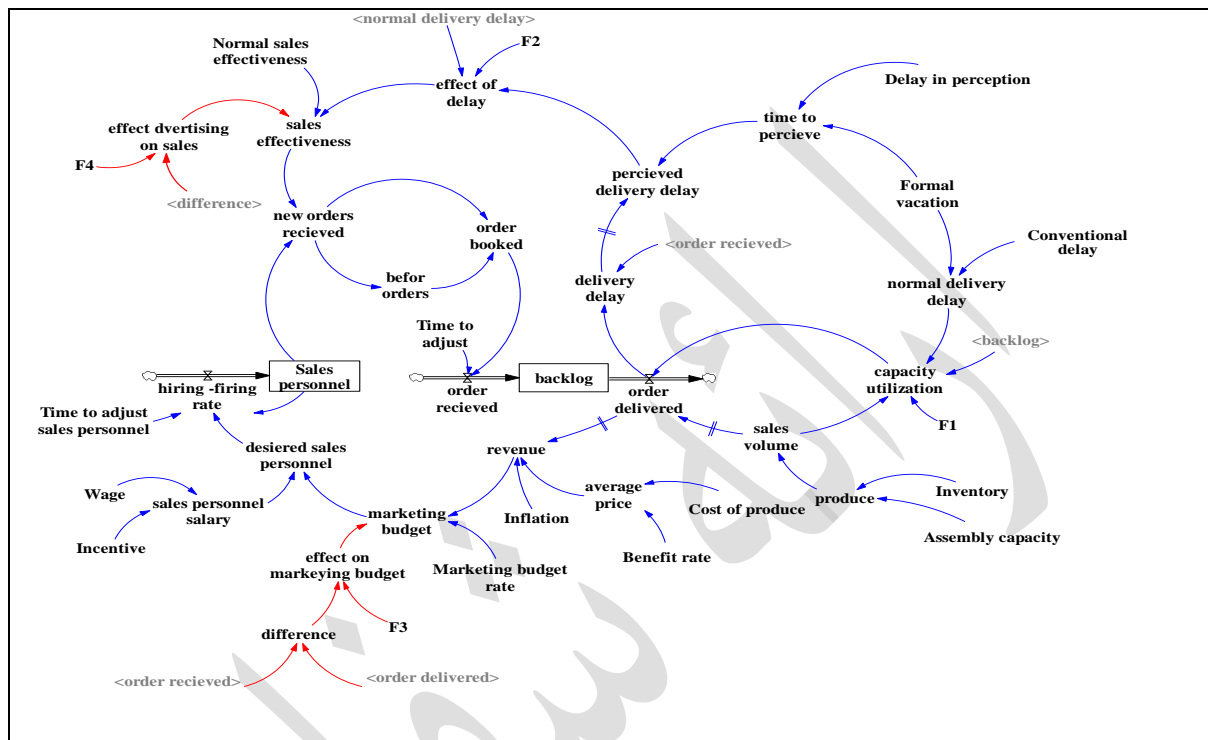 <normal delivery delay>
Normal sales
effectiveness
F2
effect of
delay
Delay in perception
effect dvertising
on sales
sales
effectiveness
time to
percieve
F4
<difference>
percieved
delivery delay
Formal
vacation
new orders
recieved
order
booked
<order recieved>
Conventional
delay
befor
orders
delivery
delay
normal delivery
delay
Time to
adjust
<backlog>
Sales
personnel
backlog
capacity
utilization
hiring -firing
rate
order
recieved
order
delivered
Time to adjust
sales personnel
F1
sales
volume
desiered sales
personnel
revenue
Wage
sales personnel
salary
average
price
produce
Inventory
marketing
budget
Inflation
Cost of produce
Incentive
Assembly capacity
effect on
markeying budget
Benefit rate
Marketing budget
rate
difference
F3
<order recieved>
<order delivered>